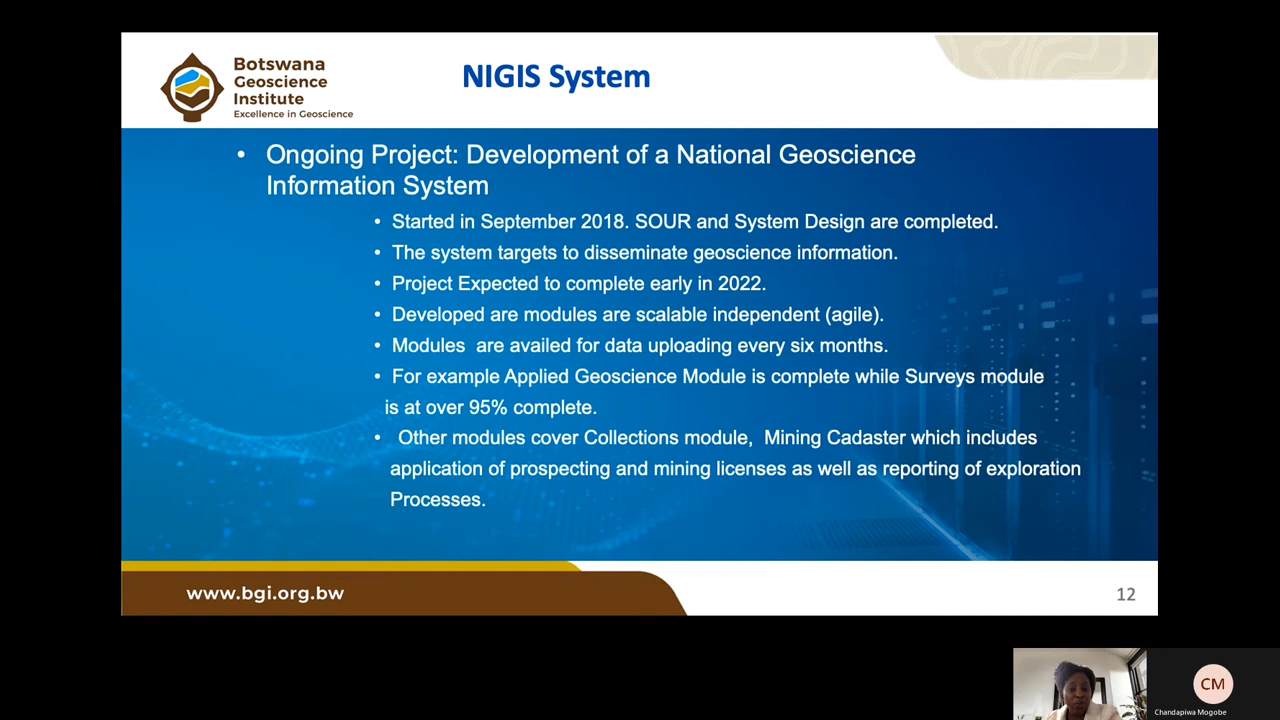 Botswana
Geoscience
Institute
Excellence in Geoscience
NIGIS System
• Ongoing Project: Development of a National Geoscience
Information System
• Started in September 2018. SOUR and System Design are completed.
• The system targets to disseminate geoscience information.
• Project Expected to complete early in 2022.
• Developed are modules are scalable independent (agile).
• Modules are availed for data uploading every six months.
• For example Applied Geoscience Module is complete while Surveys module
is at over 95% complete.
• Other modules cover Collections module, Mining Cadaster which includes
application of prospecting and mining licenses as well as reporting of exploration
Processes.
www.bgi.org.bw
12
CM
Chandapiwa Mogobe